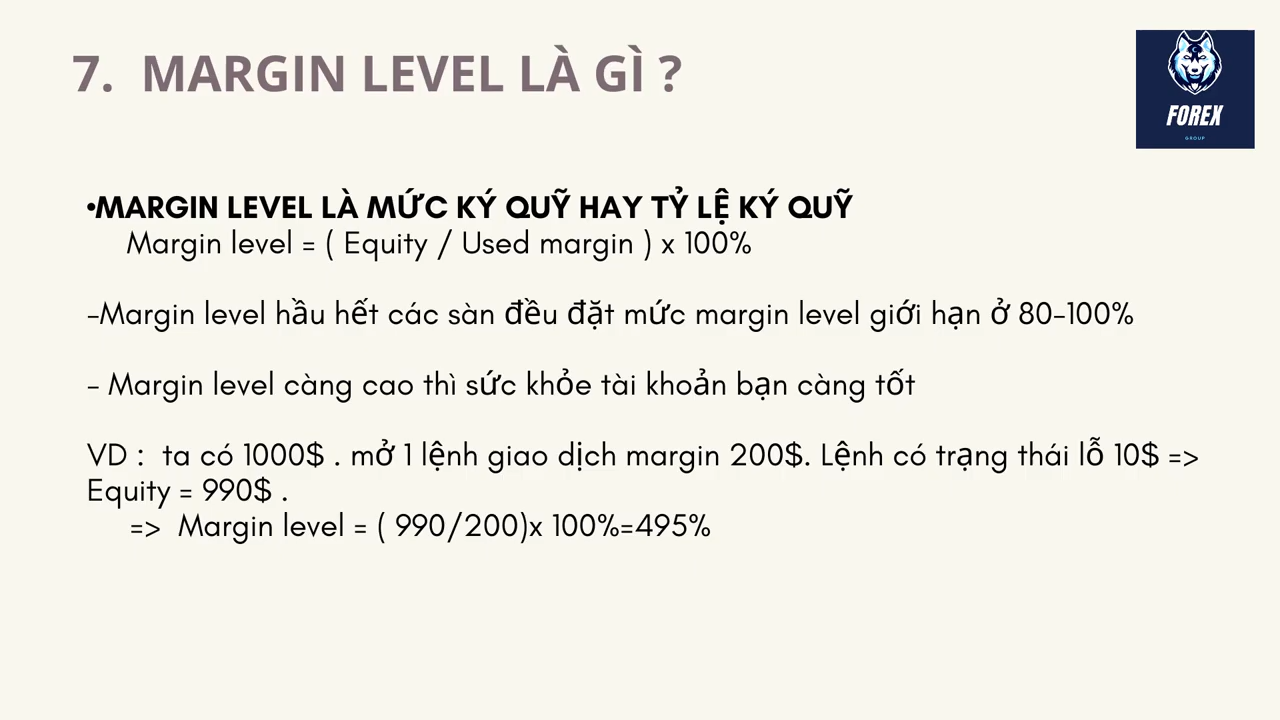 7. MARGIN LEVEL LÀ GÌ ?
FOREX
GROUP
•MARGIN LEVEL LÀ MỨC KÝ QUỸ HAY TỶ LỆ KÝ QUỸ
Margin level = ( Equity / Used margin ) x 100%
-Margin level hầu hết các sàn đều đặt mức margin level giới hạn ở 80-100%
- Margin level càng cao thì sức khỏe tài khoản bạn càng tốt
VD : ta có 1000$ . mở 1 lệnh giao dịch margin 200$. Lệnh có trạng thái lỗ 10$ =>
Equity = 990$ .
=> Margin level = ( 990/200)x 100%=495%